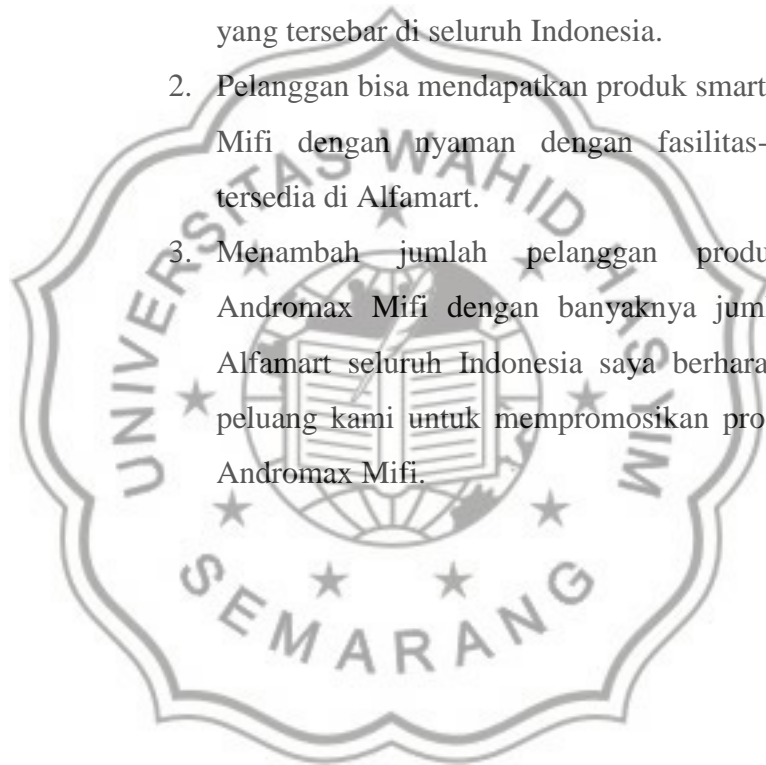 yang tersebar di seluruh Indonesia.
2. Pelanggan bisa mendapatkan produk smart
Mifi dengan nyaman dengan fasilitas-
tersedia di Alfamart.
3. Menambah jumlah pelanggan produ
Andromax Mifi dengan banyaknya jum
Alfamart seluruh Indonesia saya berhara
peluang kami untuk mempromosikan pro
Andromax Mifi.
UNIVERSITAS WAHID HASYIM
SEMARANG